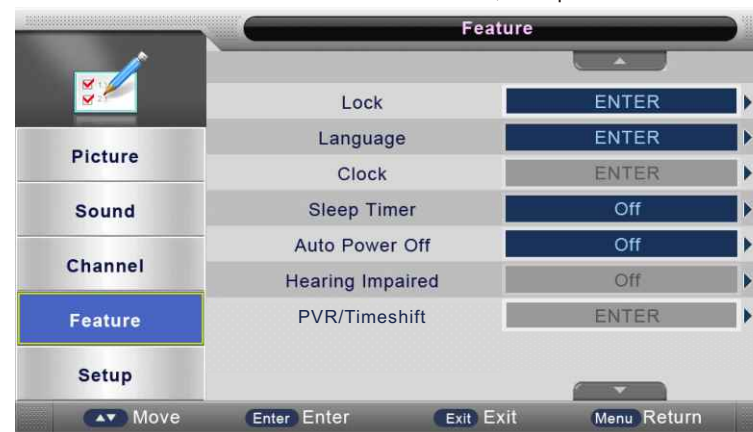 Feature
Lock ENTER
Language ENTER
Clock ENTER
Sleep Timer Off
Auto Power Off Off
Hearing Impaired Off
PVR/Timeshift ENTER
Picture
Sound
Channel
Feature
Setup
Move Enter Enter Exit Exit Menu Return